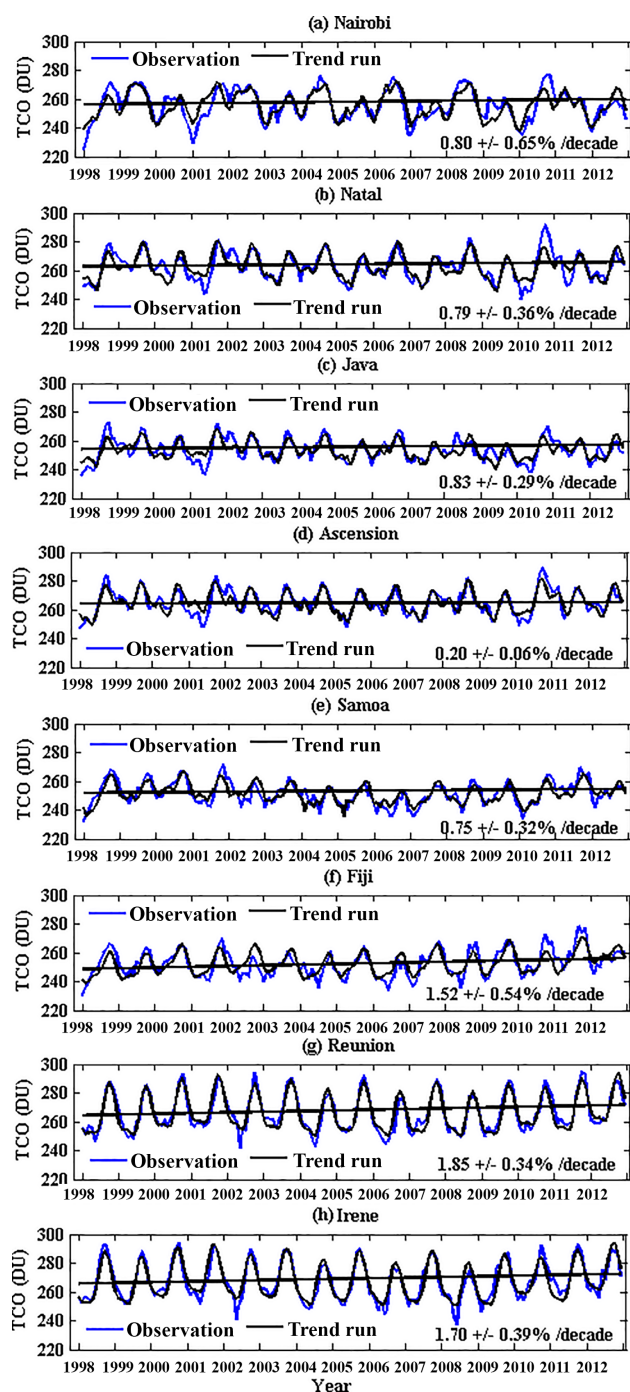 (a) Nairobi
TCO (DU)
300
280
260
240
220
Observation Trend run
0.80 +/- 0.65% /decade
1998 1999 2000 2001 2002 2003 2004 2005 2006 2007 2008 2009 2010 2011 2012
(b) Natal
TCO (DU)
300
280
260
240
220
Observation Trend run
0.79 +/- 0.36% /decade
1998 1999 2000 2001 2002 2003 2004 2005 2006 2007 2008 2009 2010 2011 2012
(c) Java
TCO (DU)
300
280
260
240
220
Observation Trend run
0.83 +/- 0.29% /decade
1998 1999 2000 2001 2002 2003 2004 2005 2006 2007 2008 2009 2010 2011 2012
(d) Ascension
TCO (DU)
300
280
260
240
220
Observation Trend run
0.20 +/- 0.06% /decade
1998 1999 2000 2001 2002 2003 2004 2005 2006 2007 2008 2009 2010 2011 2012
(e) Samoa
TCO (DU)
300
280
260
240
220
Observation Trend run
0.75 +/- 0.32% /decade
1998 1999 2000 2001 2002 2003 2004 2005 2006 2007 2008 2009 2010 2011 2012
(f) Fiji
TCO (DU)
300
280
260
240
220
Observation Trend run
1.52 +/- 0.54% /decade
1998 1999 2000 2001 2002 2003 2004 2005 2006 2007 2008 2009 2010 2011 2012
(g) Reunion
TCO (DU)
300
280
260
240
220
Observation Trend run
1.85 +/- 0.34% /decade
1998 1999 2000 2001 2002 2003 2004 2005 2006 2007 2008 2009 2010 2011 2012
(h) Irene
TCO (DU)
300
280
260
240
220
Observation Trend run
1.70 +/- 0.39% /decade
1998 1999 2000 2001 2002 2003 2004 2005 2006 2007 2008 2009 2010 2011 2012
Year